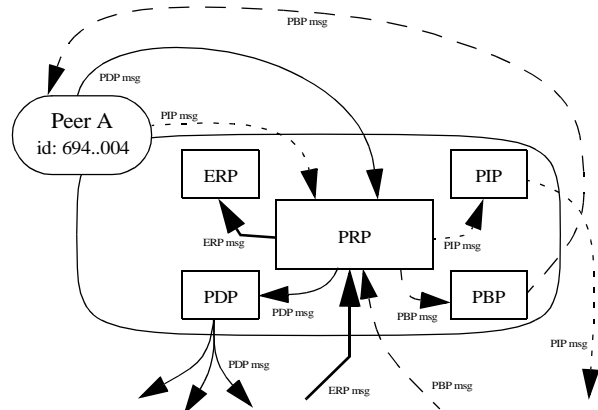 PBP msg
PDP msg
PIP msg
Peer A
id: 694..004
ERP
PIP
PRP
ERP msg
PIP msg
PDP
PBP
PDP msg
PBP msg
PIP msg
PDP msg
ERP msg
PBP msg